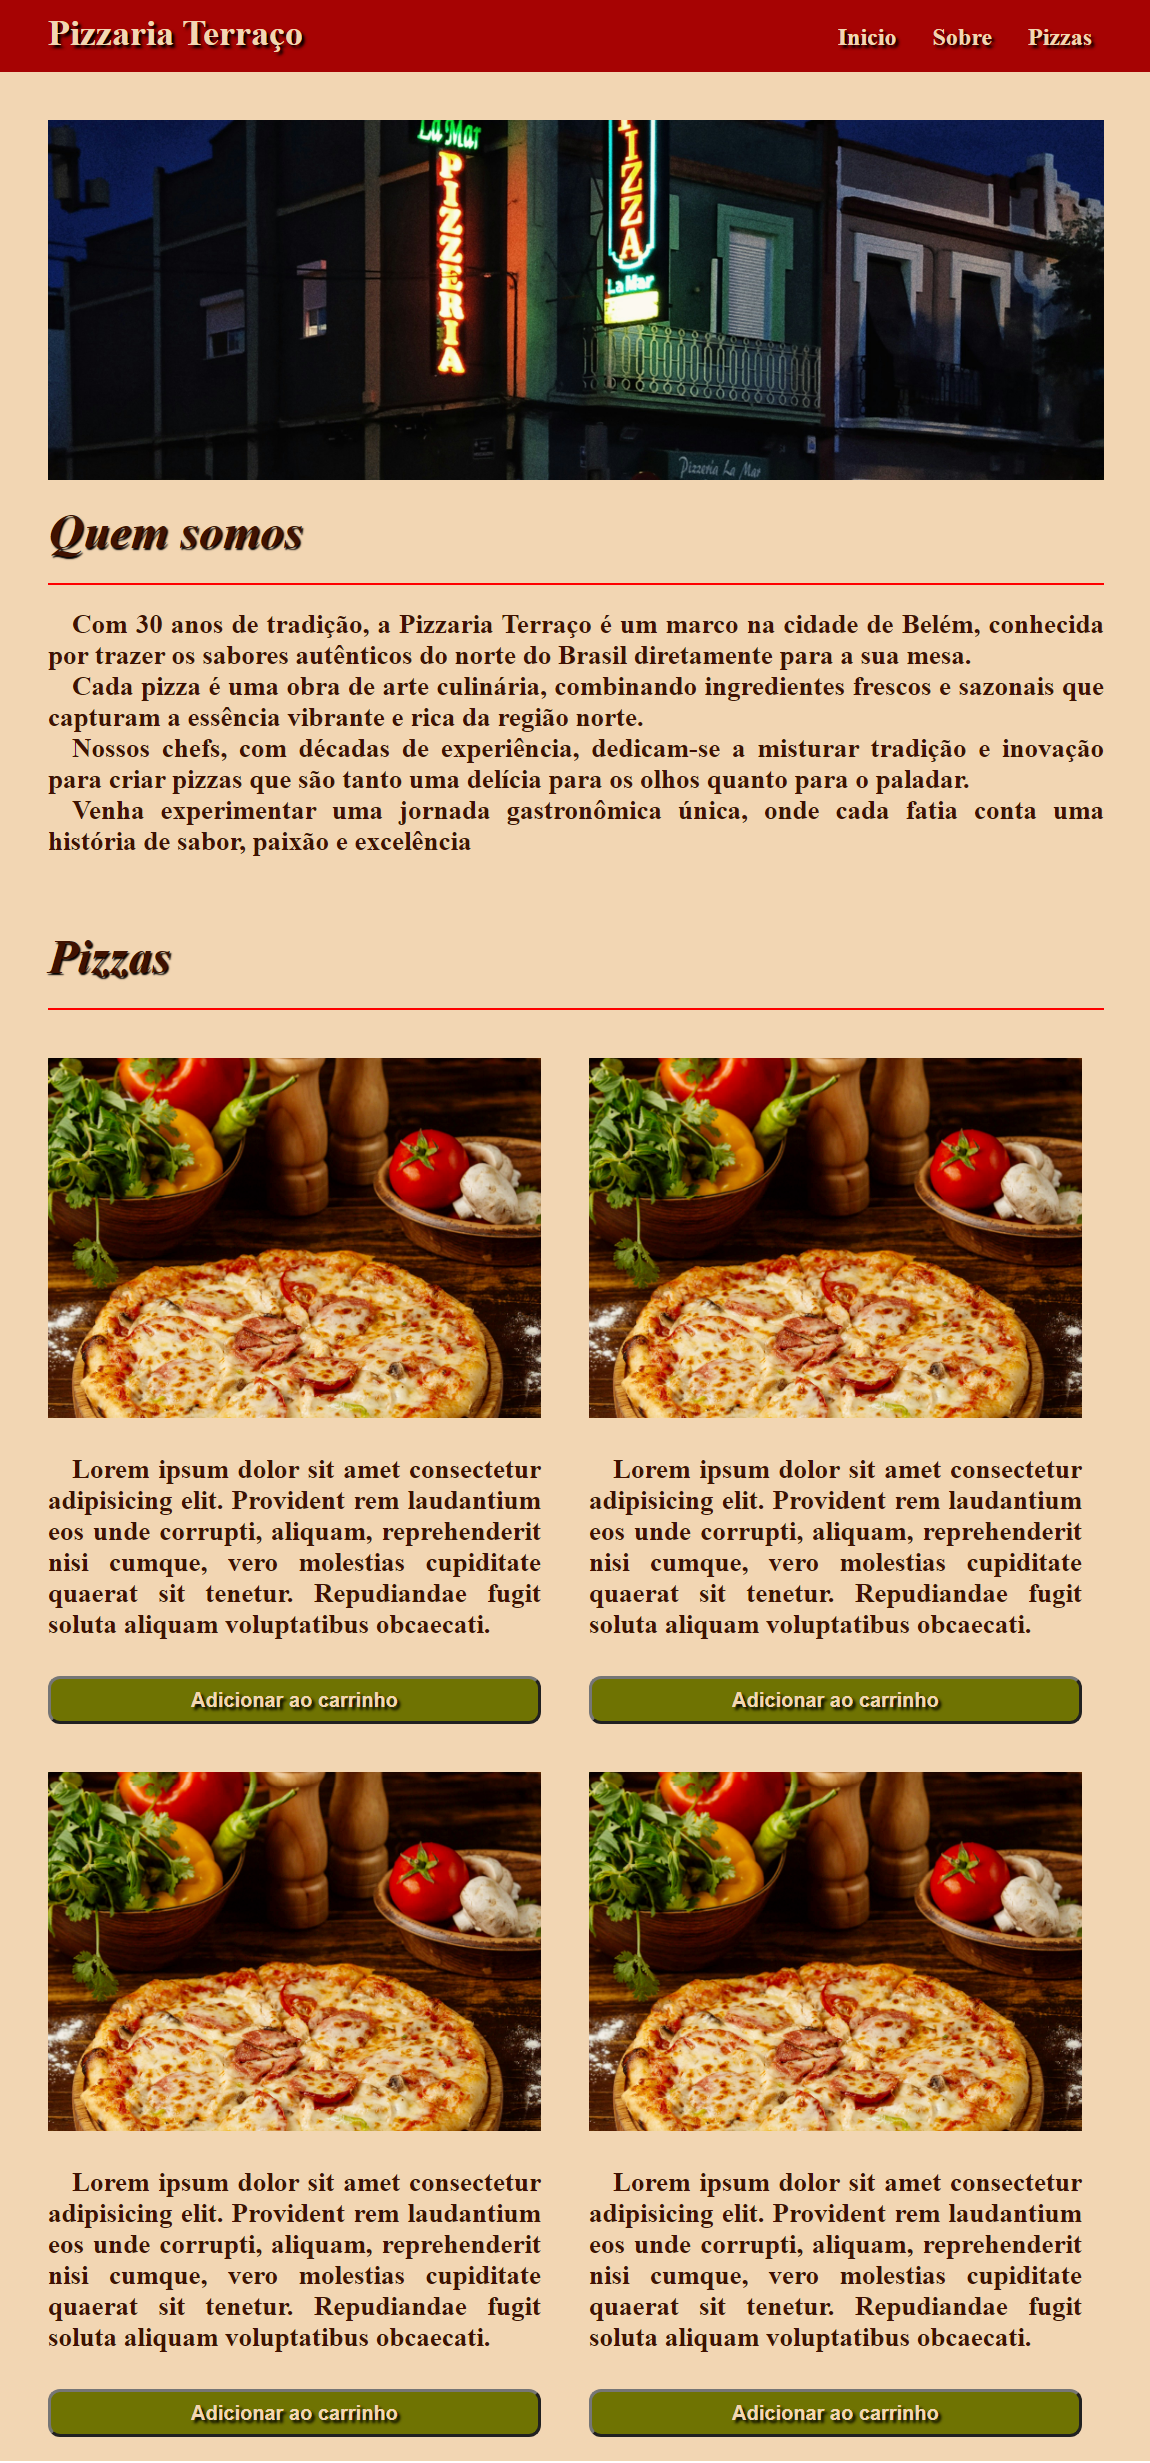 Pizzaria Terraço
Inicio Sobre Pizzas
La Mar
PIZZERIA
PIZZA
La Mar
Pizzeria La Mar
Quem somos
Com 30 anos de tradição, a Pizzaria Terraço é um marco na cidade de Belém, conhecida
por trazer os sabores autênticos do norte do Brasil diretamente para a sua mesa.
Cada pizza é uma obra de arte culinária, combinando ingredientes frescos e sazonais que
capturam a essência vibrante e rica da região norte.
Nossos chefs, com décadas de experiência, dedicam-se a misturar tradição e inovação
para criar pizzas que são tanto uma delícia para os olhos quanto para o paladar.
Venha experimentar uma jornada gastronômica única, onde cada fatia conta uma
história de sabor, paixão e excelência
Pizzas
Lorem ipsum dolor sit amet consectetur
adipisicing elit. Provident rem laudantium
eos unde corrupti, aliquam, reprehenderit
nisi cumque, vero molestias cupiditate
quaerat sit tenetur. Repudiandae fugit
soluta aliquam voluptatibus obcaecati.
Adicionar ao carrinho
Lorem ipsum dolor sit amet consectetur
adipisicing elit. Provident rem laudantium
eos unde corrupti, aliquam, reprehenderit
nisi cumque, vero molestias cupiditate
quaerat sit tenetur. Repudiandae fugit
soluta aliquam voluptatibus obcaecati.
Adicionar ao carrinho
Lorem ipsum dolor sit amet consectetur
adipisicing elit. Provident rem laudantium
eos unde corrupti, aliquam, reprehenderit
nisi cumque, vero molestias cupiditate
quaerat sit tenetur. Repudiandae fugit
soluta aliquam voluptatibus obcaecati.
Adicionar ao carrinho
Lorem ipsum dolor sit amet consectetur
adipisicing elit. Provident rem laudantium
eos unde corrupti, aliquam, reprehenderit
nisi cumque, vero molestias cupiditate
quaerat sit tenetur. Repudiandae fugit
soluta aliquam voluptatibus obcaecati.
Adicionar ao carrinho